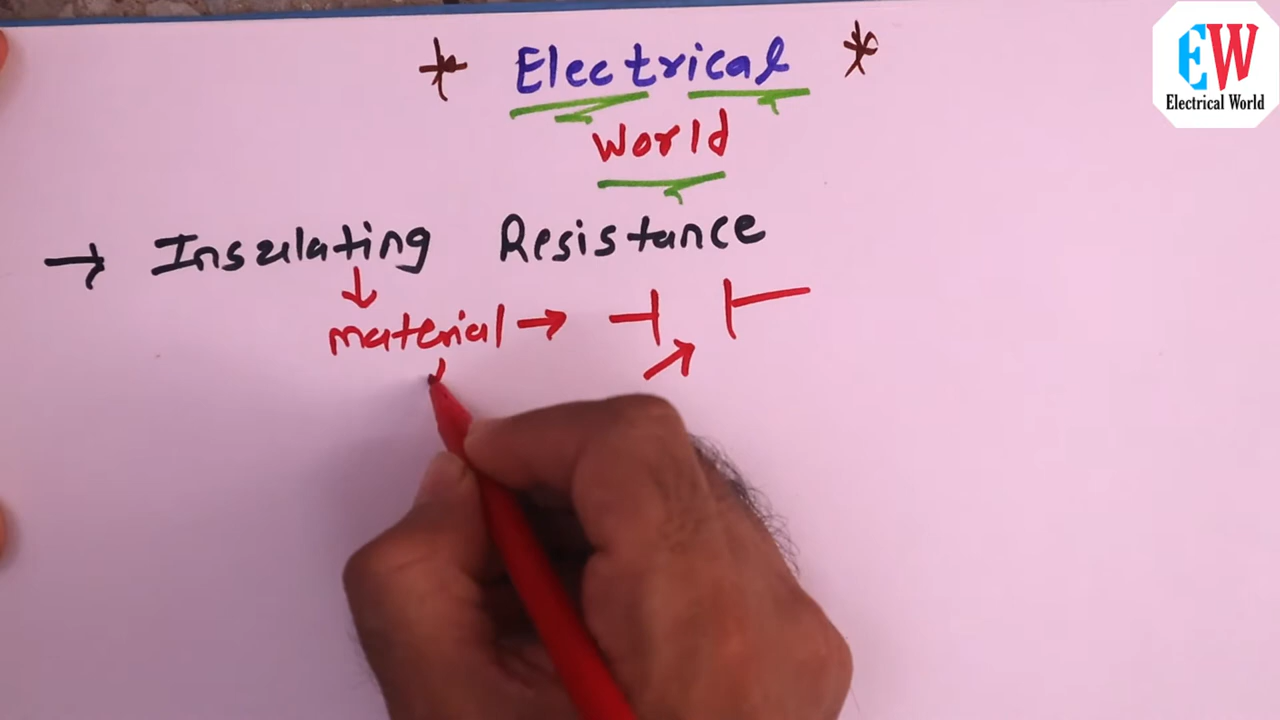 * Electrical *
World
→ Insulating Resistance
↓
material →
EW
Electrical World